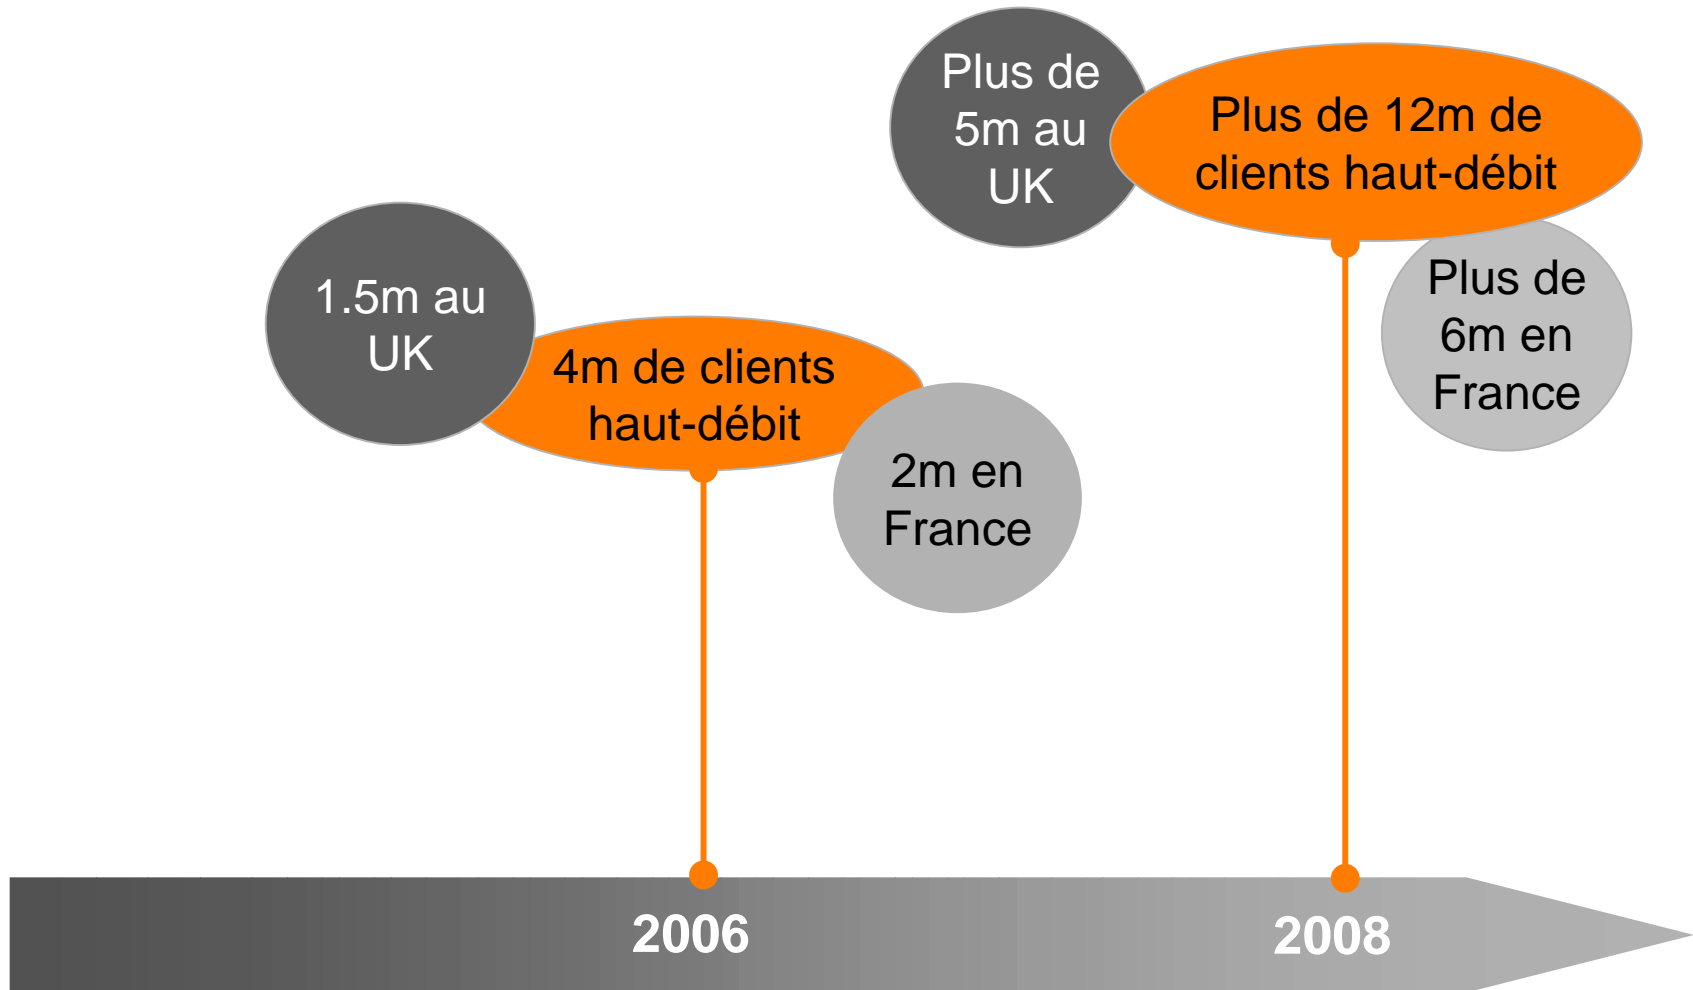 1.5m au
UK
4m de clients
haut-débit
2m en
France
Plus de
5m au
UK
Plus de 12m de
clients haut-débit
Plus de
6m en
France
2006
2008